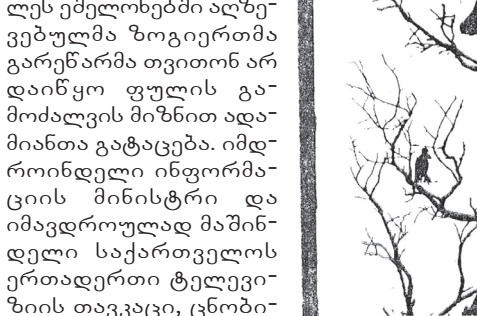 ლეს ეშელონებში აღზე-
ვებულმა ზოგიერთმა
გარეწარმა თვითონ არ
დაიწყო ფულის გა-
მოძალვის მიზნით ადა-
მიანთა გატაცება. იმდ-
როინდელი ინფორმა-
ციის მინისტრი და
იმავდროულად მაშინ-
დელი საქართველოს
ერთადერთი ტელევი-
ზიის თავკაცი, ცნობი-